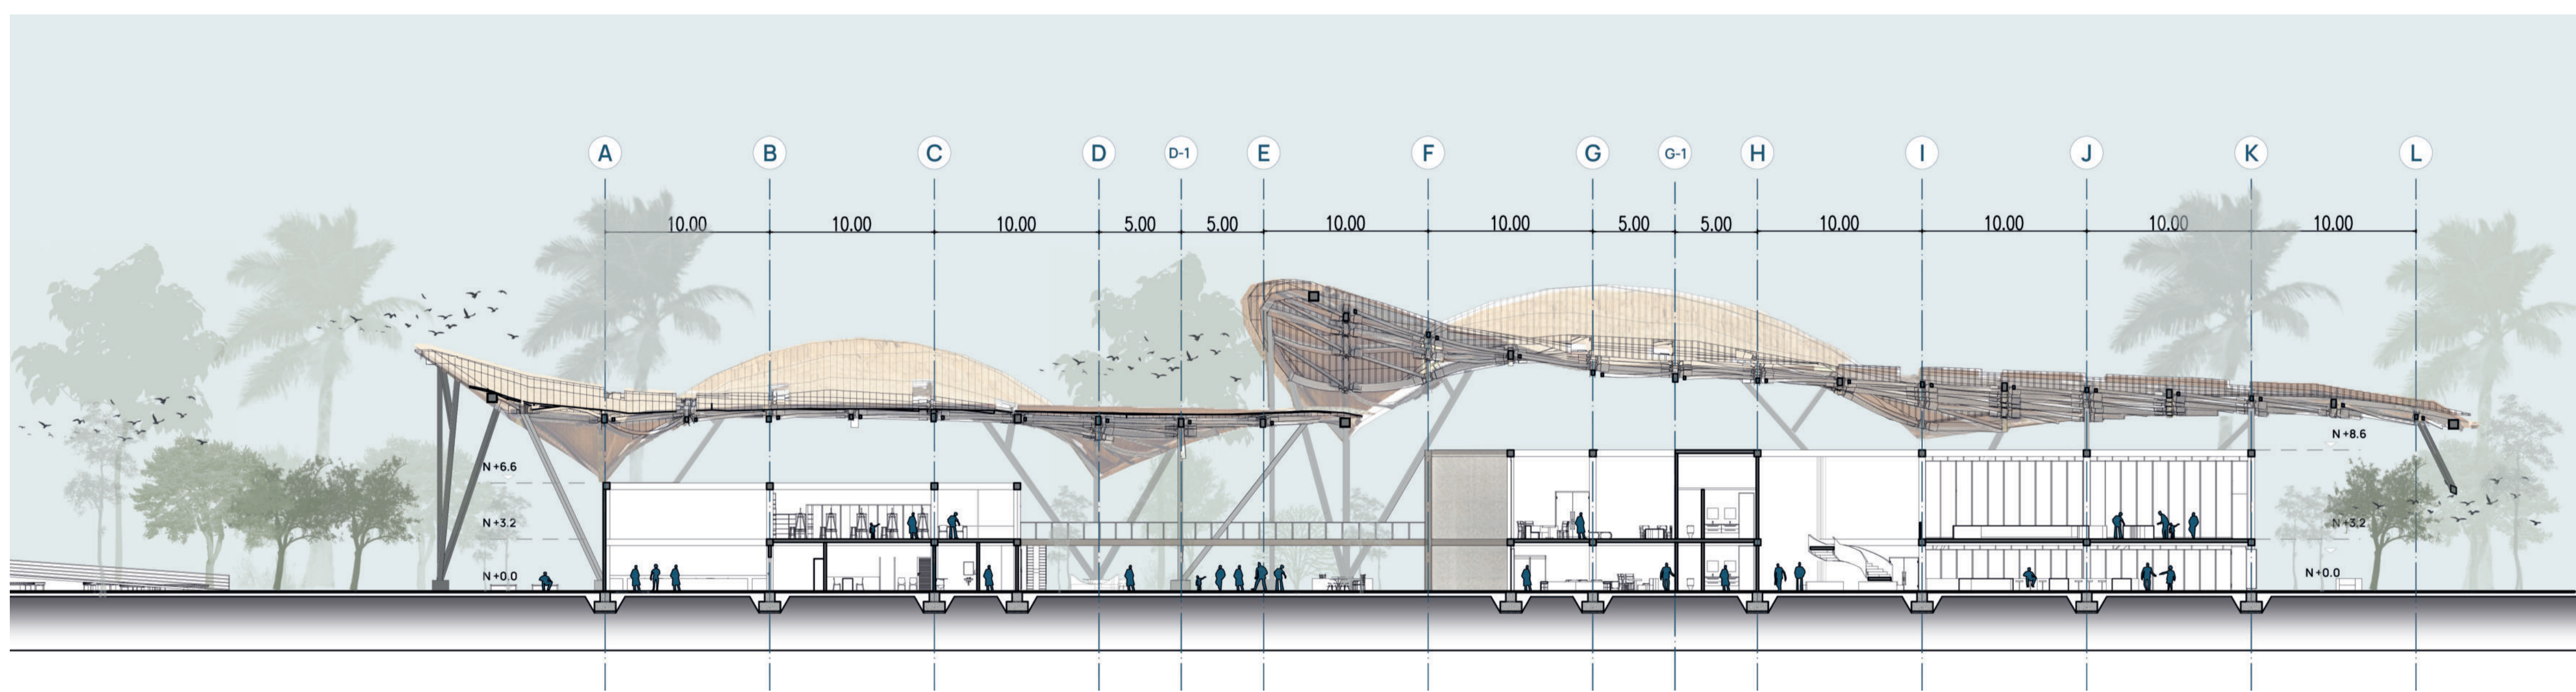 A B C D D-1 E F G G-1 H I J K L
10.00 10.00 10.00 5.00 5.00 10.00 10.00 5.00 5.00 10.00 10.00 10.00 10.00
N +8.6
N +6.6
N +3.2 N +3.2
N +0.0 N +0.0